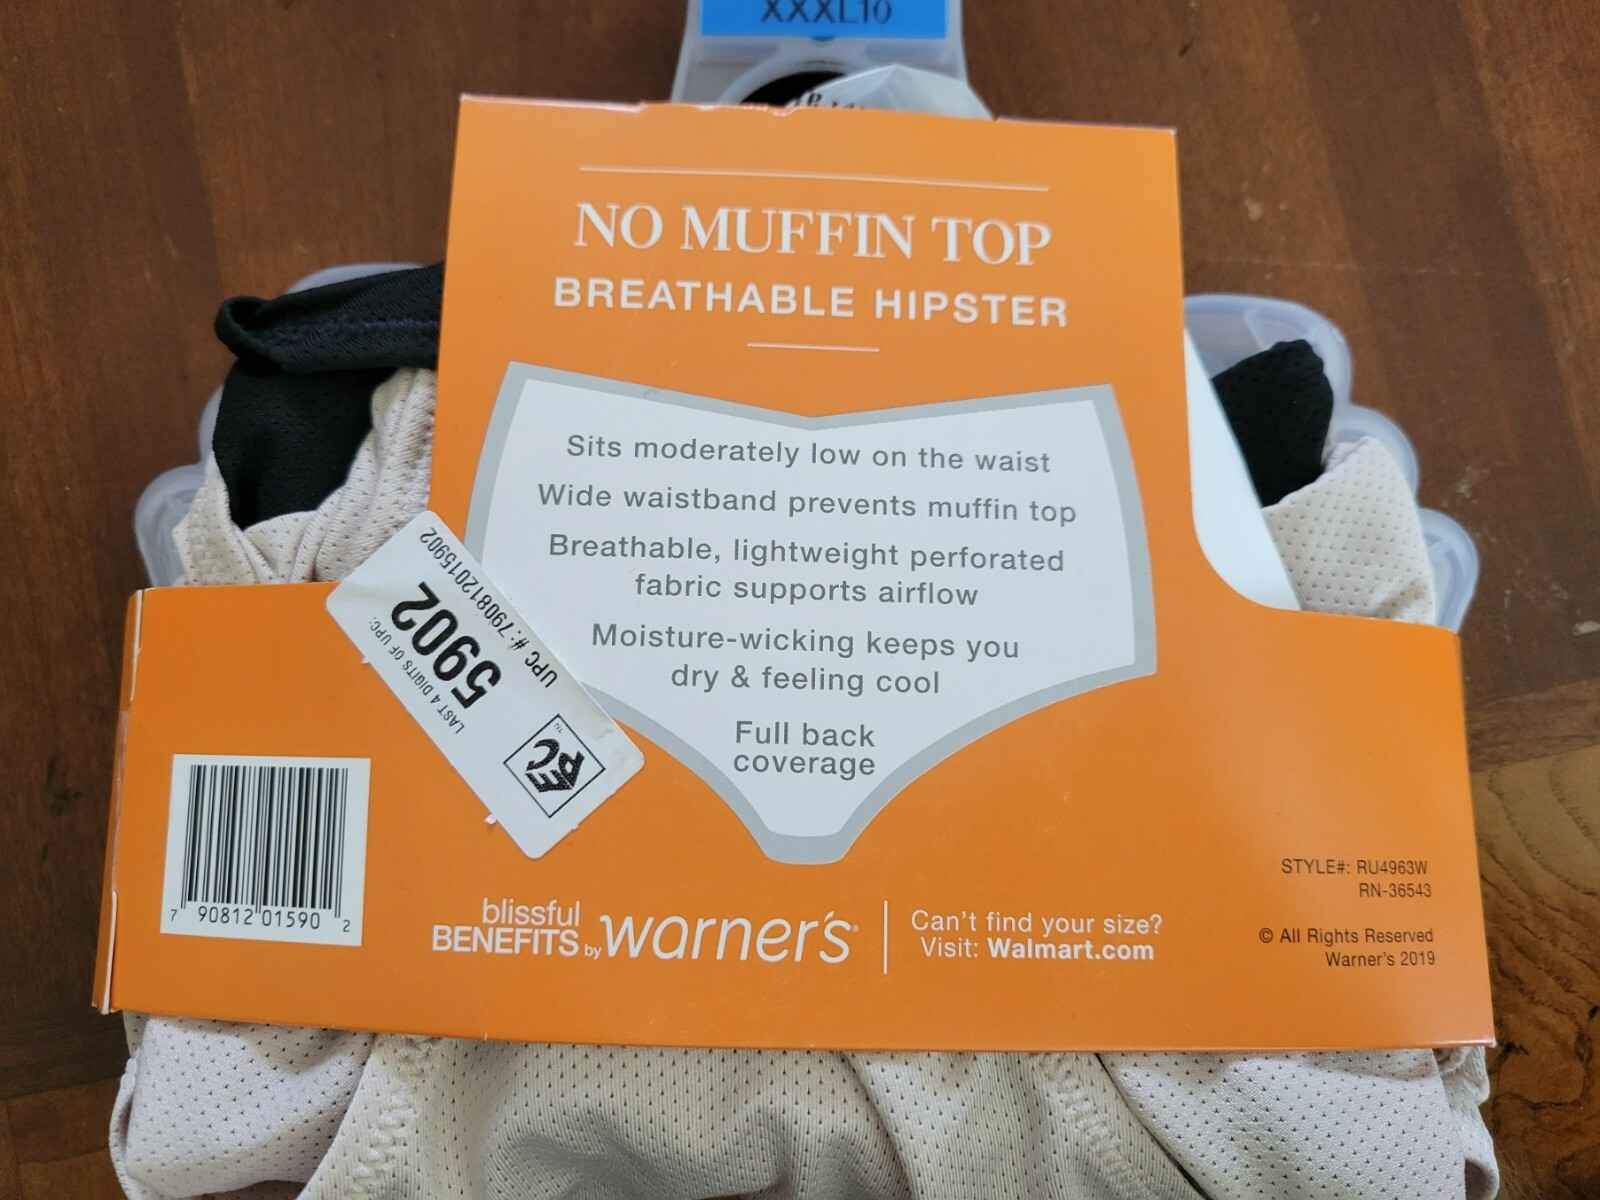 XXXL10
NO MUFFIN TOP
BREATHABLE HIPSTER
Sits moderately low on the waist
Wide waistband prevents muffin top
Breathable, lightweight perforated
fabric supports airflow
Moisture-wicking keeps you
dry & feeling cool
Full back
coverage
UPC #:790812015902
5902
LAST 4 DIGITS OF UPC:
EPC
TM
7 90812 01590 2
blissful
BENEFITS by warner's®
Can't find your size?
Visit: Walmart.com
STYLE#: RU4963W
RN-36543
© All Rights Reserved
Warner's 2019